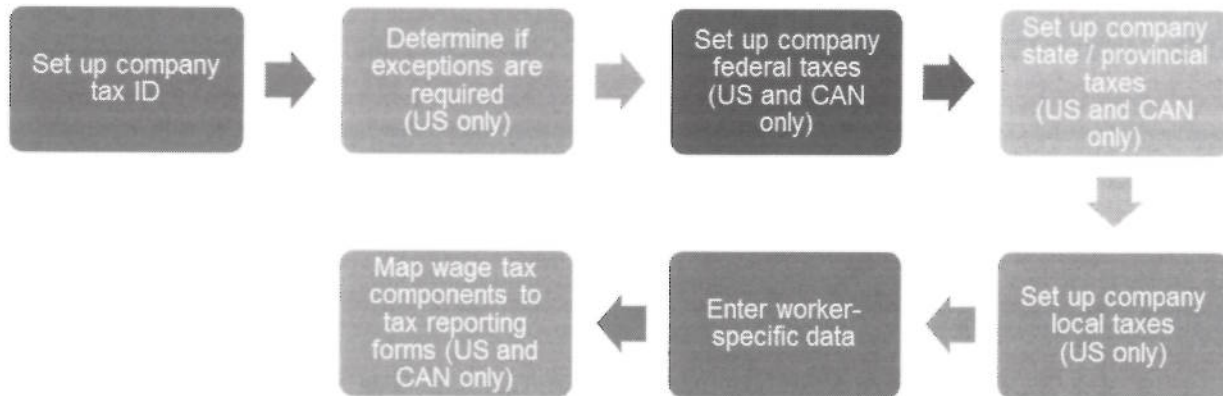 Set up company
tax ID
Determine if
exceptions are
required
(US only)
Set up company
federal taxes
(US and CAN
only)
Set up company
state / provincial
taxes
(US and CAN
only)
Set up company
local taxes
(US only)
Enter worker-
specific data
Map wage tax
components to
tax reporting
forms (US and
CAN only)